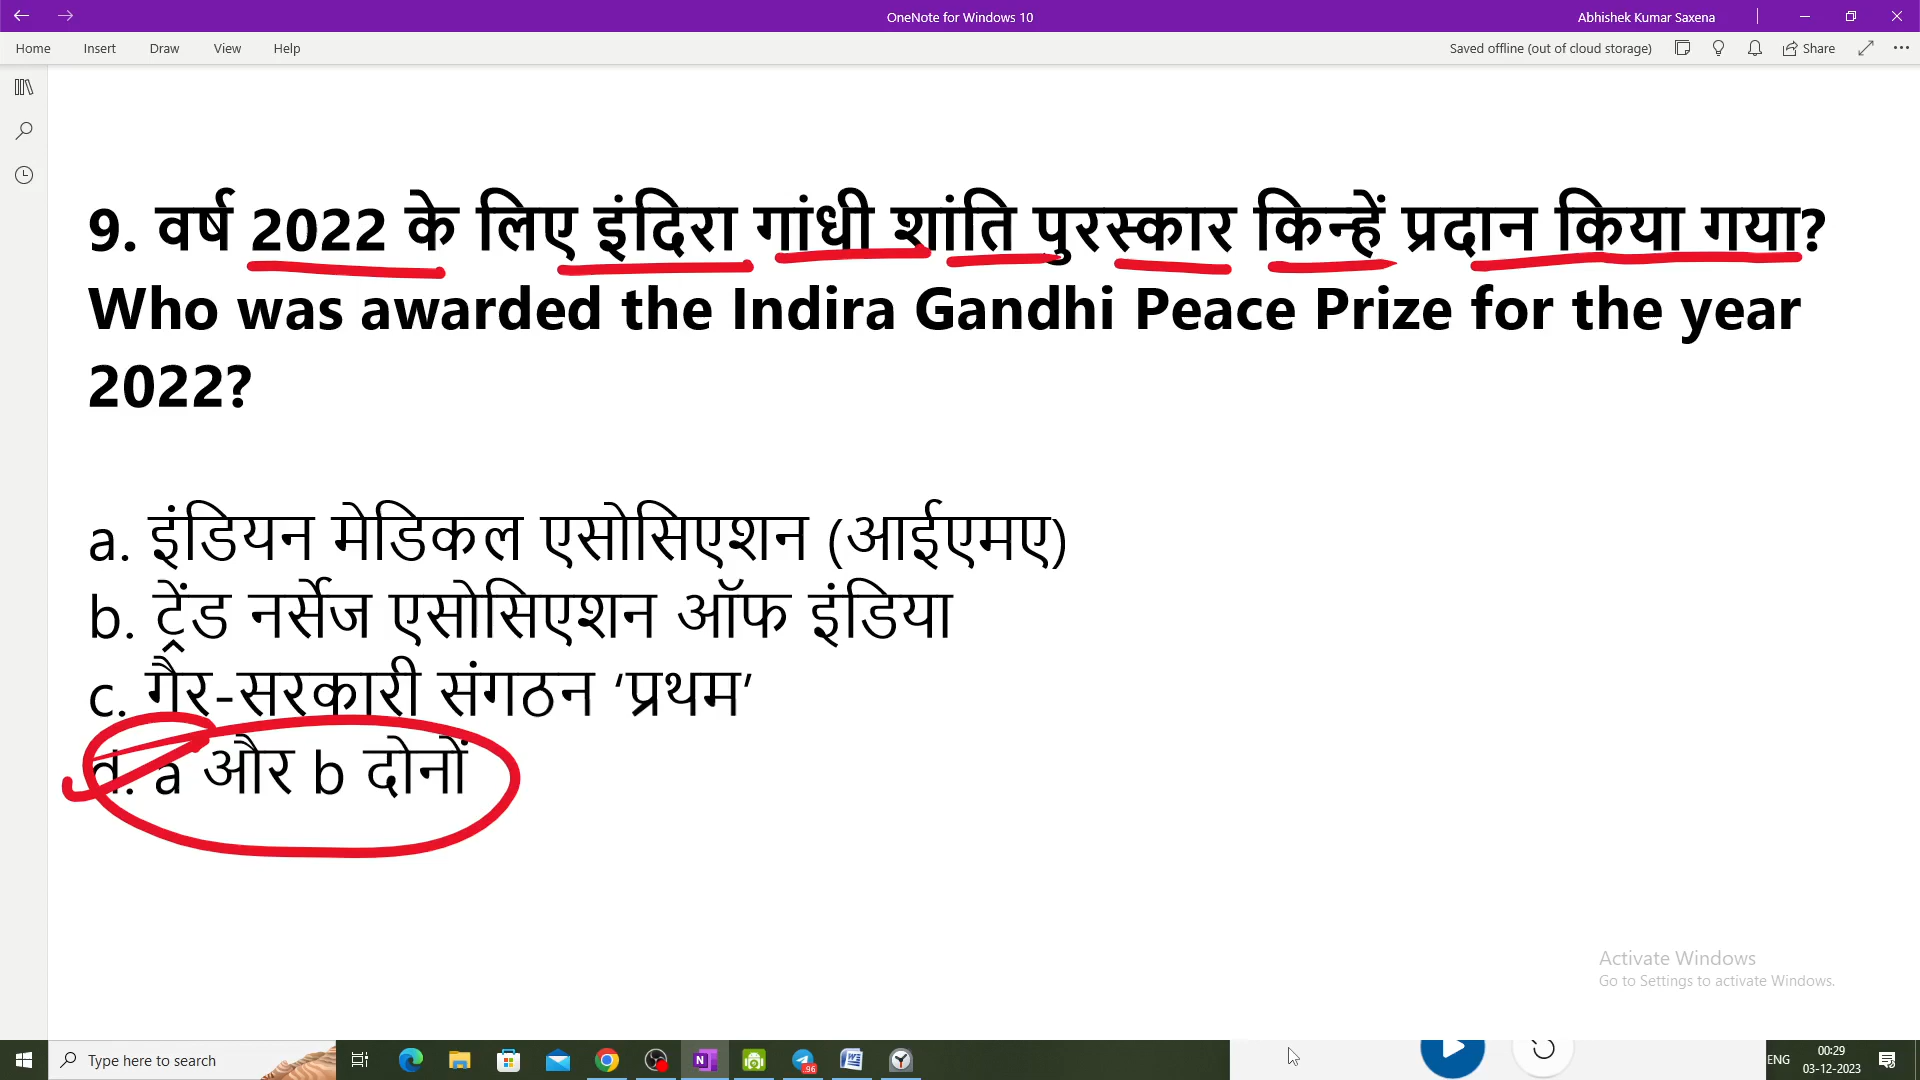 OneNote for Windows 10
Abhishek Kumar Saxena
Home Insert Draw View Help
Saved offline (out of cloud storage) Share
9. वर्ष 2022 के लिए इंदिरा गांधी शांति पुरस्कार किन्हें प्रदान किया गया?
Who was awarded the Indira Gandhi Peace Prize for the year
2022?
a. इंडियन मेडिकल एसोसिएशन (आईएमए)
b. ट्रेंड नर्सेज एसोसिएशन ऑफ इंडिया
c. गैर-सरकारी संगठन ‘प्रथम’
d. a और b दोनों
Activate Windows
Go to Settings to activate Windows.
Type here to search
96
ENG
00:29
03-12-2023